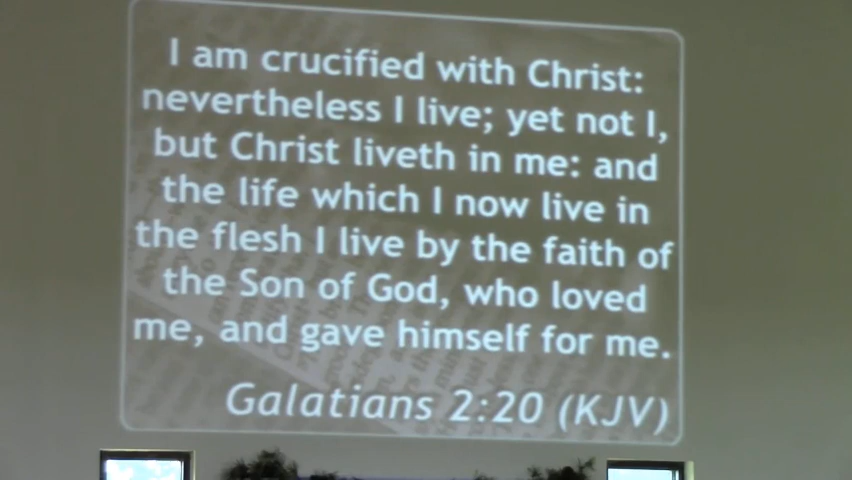 I am crucified with Christ:
nevertheless I live; yet not I,
but Christ liveth in me: and
the life which I now live in
the flesh I live by the faith of
the Son of God, who loved
me, and gave himself for me.
Galatians 2:20 (KJV)